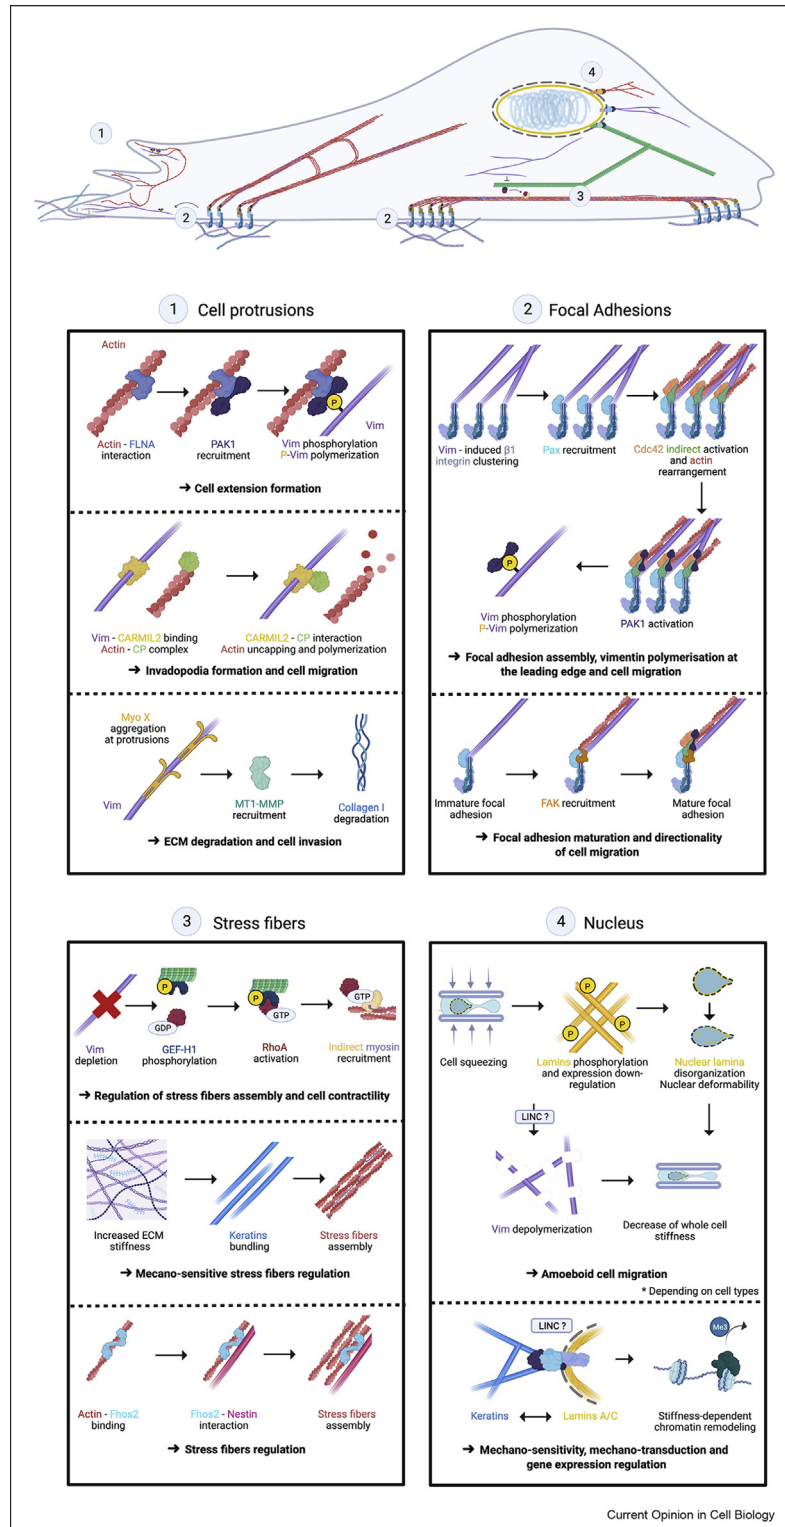 4
1
2
2
3
1 Cell protrusions
Actin
P
Vim
Actin - FLNA
interaction
PAK1
recruitment
Vim phosphorylation
P-Vim polymerization
→ Cell extension formation
Vim - CARMIL2 binding
Actin - CP complex
CARMIL2 - CP interaction
Actin uncapping and polymerization
→ Invadopodia formation and cell migration
Myo X
aggregation
at protrusions
Vim
MT1-MMP
recruitment
Collagen I
degradation
→ ECM degradation and cell invasion
2 Focal Adhesions
Vim - induced β1
integrin clustering
Pax recruitment
Cdc42 indirect activation
and actin
rearrangement
P
Vim phosphorylation
P-Vim polymerization
PAK1 activation
→ Focal adhesion assembly, vimentin polymerisation at
the leading edge and cell migration
Immature focal
adhesion
FAK recruitment
Mature focal
adhesion
→ Focal adhesion maturation and directionality
of cell migration
3 Stress fibers
P
GDP
P
GTP
GTP
Vim
depletion
GEF-H1
phosphorylation
RhoA
activation
Indirect myosin
recruitment
→ Regulation of stress fibers assembly and cell contractility
Increased ECM
stiffness
Keratins
bundling
Stress fibers
assembly
→ Mecano-sensitive stress fibers regulation
Actin - Fhos2
binding
Fhos2 - Nestin
interaction
Stress fibers
assembly
→ Stress fibers regulation
4 Nucleus
P
P
P
Cell squeezing
Lamins phosphorylation
and expression down-
regulation
Nuclear lamina
disorganization
Nuclear deformability
LINC ?
Vim depolymerization
Decrease of whole cell
stiffness
→ Amoeboid cell migration
* Depending on cell types
LINC ?
Me3
Keratins
Lamins A/C
Stiffness-dependent
chromatin remodeling
→ Mechano-sensitivity, mechano-transduction and
gene expression regulation
Current Opinion in Cell Biology